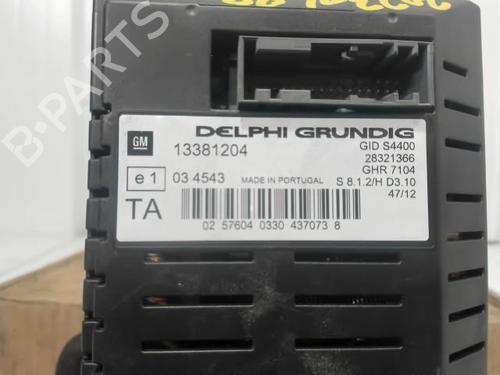 DELPHI GRUNDIG
GM
13381204
GID S4400
28321366
GHR 7104
e1
03 4543
MADE IN PORTUGAL
S 8.1.2/H D3.10
47/12
TA
02 57604 0330 437073 8
B-PARTS